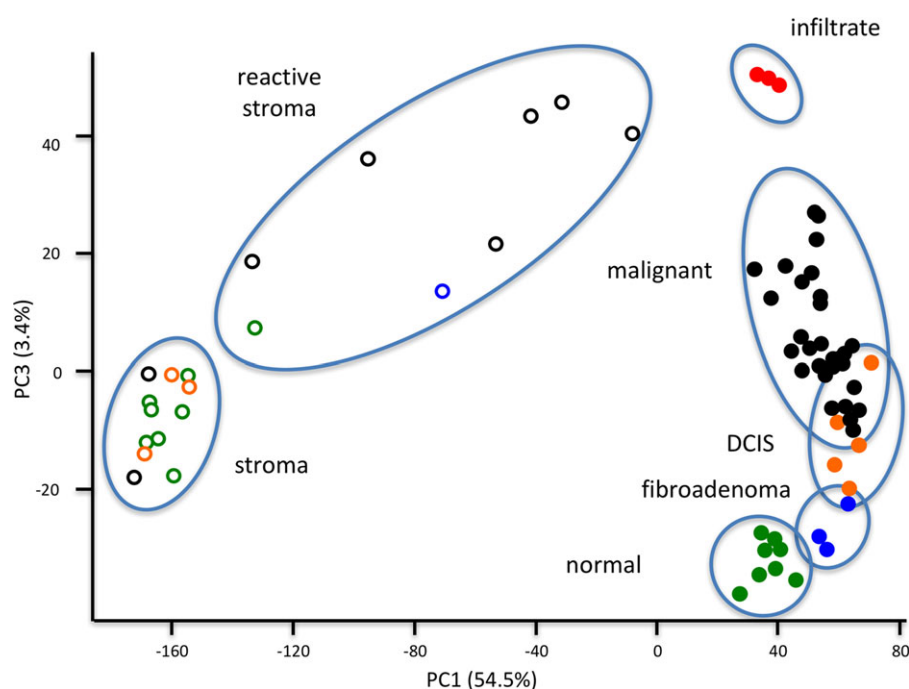 infiltrate
reactive
stroma
malignant
DCIS
fibroadenoma
normal
stroma
PC3 (3.4%)
40
20
0
-20
-160
-120
-80
-40
0
40
80
PC1 (54.5%)